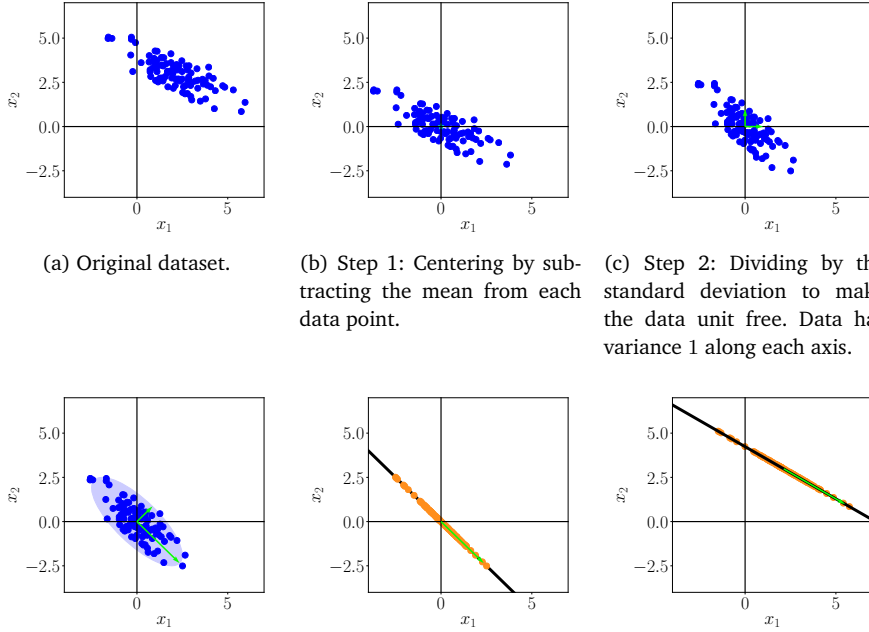 5.0
2.5
0.0
−2.5
x2
0
5
x1
5.0
2.5
0.0
−2.5
x2
0
5
x1
5.0
2.5
0.0
−2.5
x2
0
5
x1
(a) Original dataset.
(b) Step 1: Centering by sub-
tracting the mean from each
data point.
(c) Step 2: Dividing by th
standard deviation to mak
the data unit free. Data ha
variance 1 along each axis.
5.0
2.5
0.0
−2.5
x2
0
5
x1
5.0
2.5
0.0
−2.5
x2
0
5
x1
5.0
2.5
0.0
−2.5
x2
0
5
x1